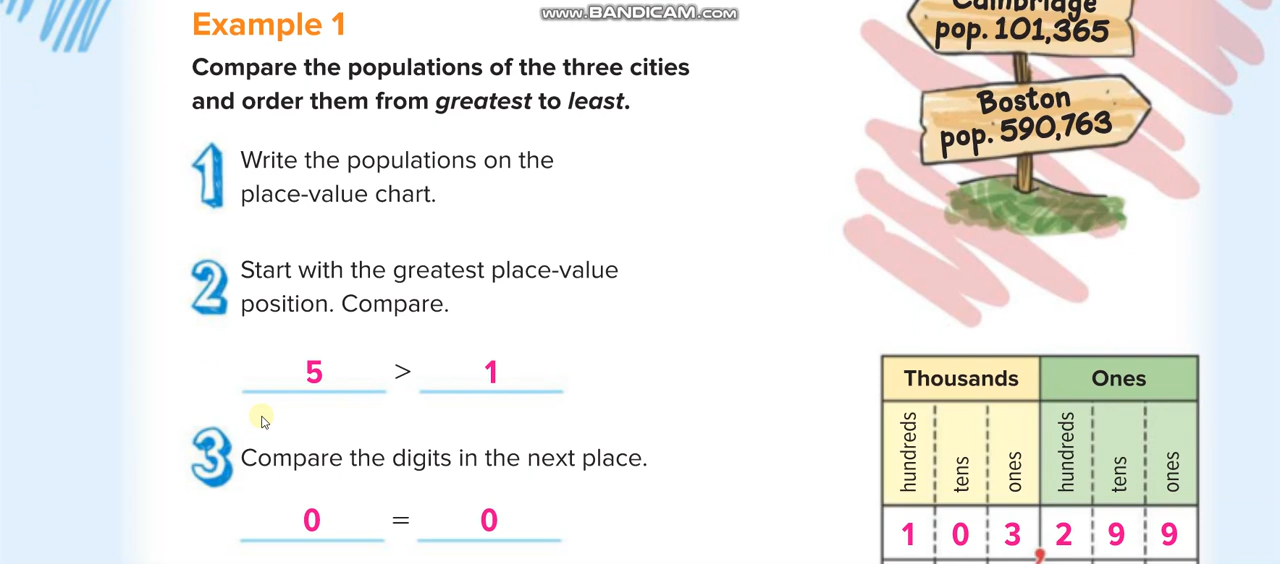 www.BANDICAM.com
Example 1
Cambridge
pop. 101,365
Compare the populations of the three cities
and order them from greatest to least.
Boston
pop. 590,763
1 Write the populations on the
place-value chart.
2 Start with the greatest place-value
position. Compare.
5 > 1
3 Compare the digits in the next place.
0 = 0
Thousands Ones
hundreds tens ones hundreds tens ones
1 0 3 , 2 9 9